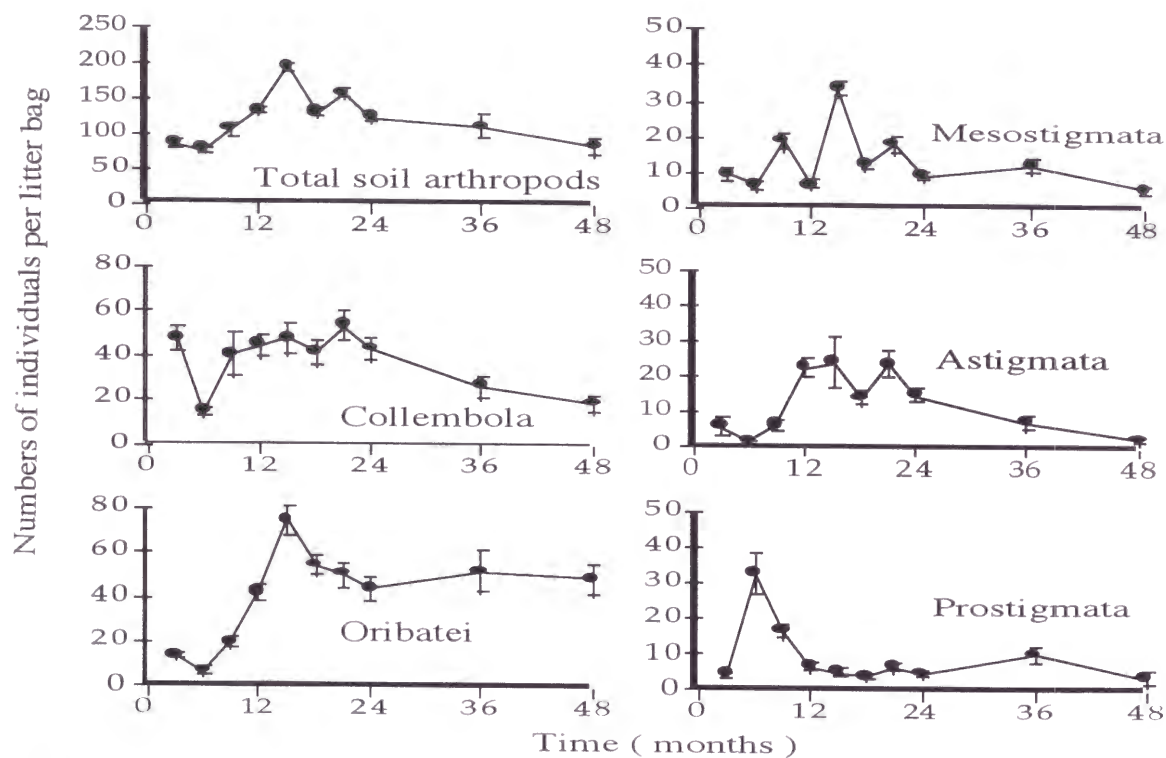 Numbers of individuals per litter bag
250
200
150
100
50
0
0 12 24 36 48
Total soil arthropods
50
40
30
20
10
0
0 12 24 36 48
Mesostigmata
80
60
40
20
0
0 12 24 36 48
Collembola
50
40
30
20
10
0
0 12 24 36 48
Astigmata
80
60
40
20
0
0 12 24 36 48
Oribatei
50
40
30
20
10
0
0 12 24 36 48
Prostigmata
Time ( months )